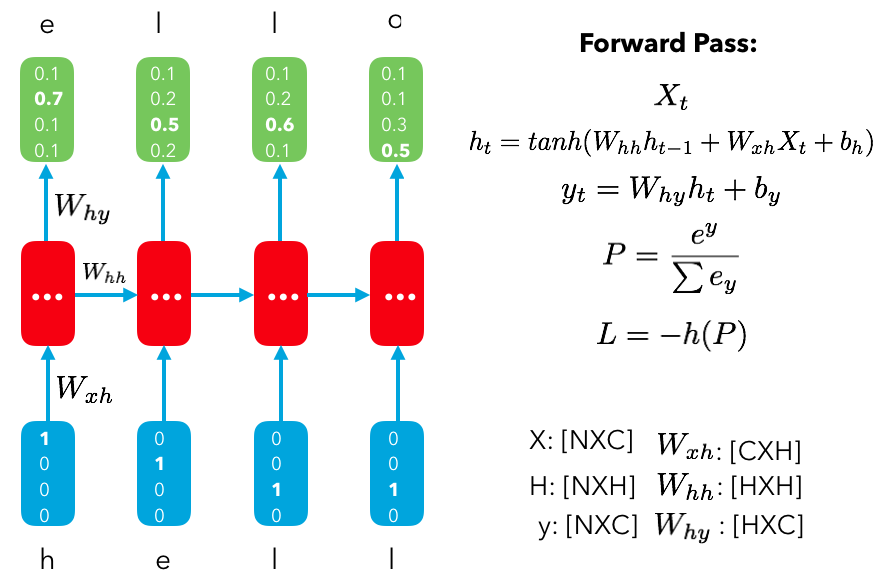 e l l o
0.1 0.1 0.1 0.1
0.7 0.2 0.2 0.1
0.1 0.5 0.6 0.3
0.1 0.2 0.1 0.5
W_{hy}
W_{hh}
... ... ... ...
W_{xh}
1 0 0 0
0 1 0 0
0 0 1 1
0 0 0 0
h e l l
Forward Pass:
X_t
h_t = tanh(W_{hh}h_{t-1} + W_{xh}X_t + b_h)
y_t = W_{hy}h_t + b_y
P = \frac{e^y}{\sum e_y}
L = -h(P)
X: [NXC] W_{xh}: [CXH]
H: [NXH] W_{hh}: [HXH]
y: [NXC] W_{hy} : [HXC]